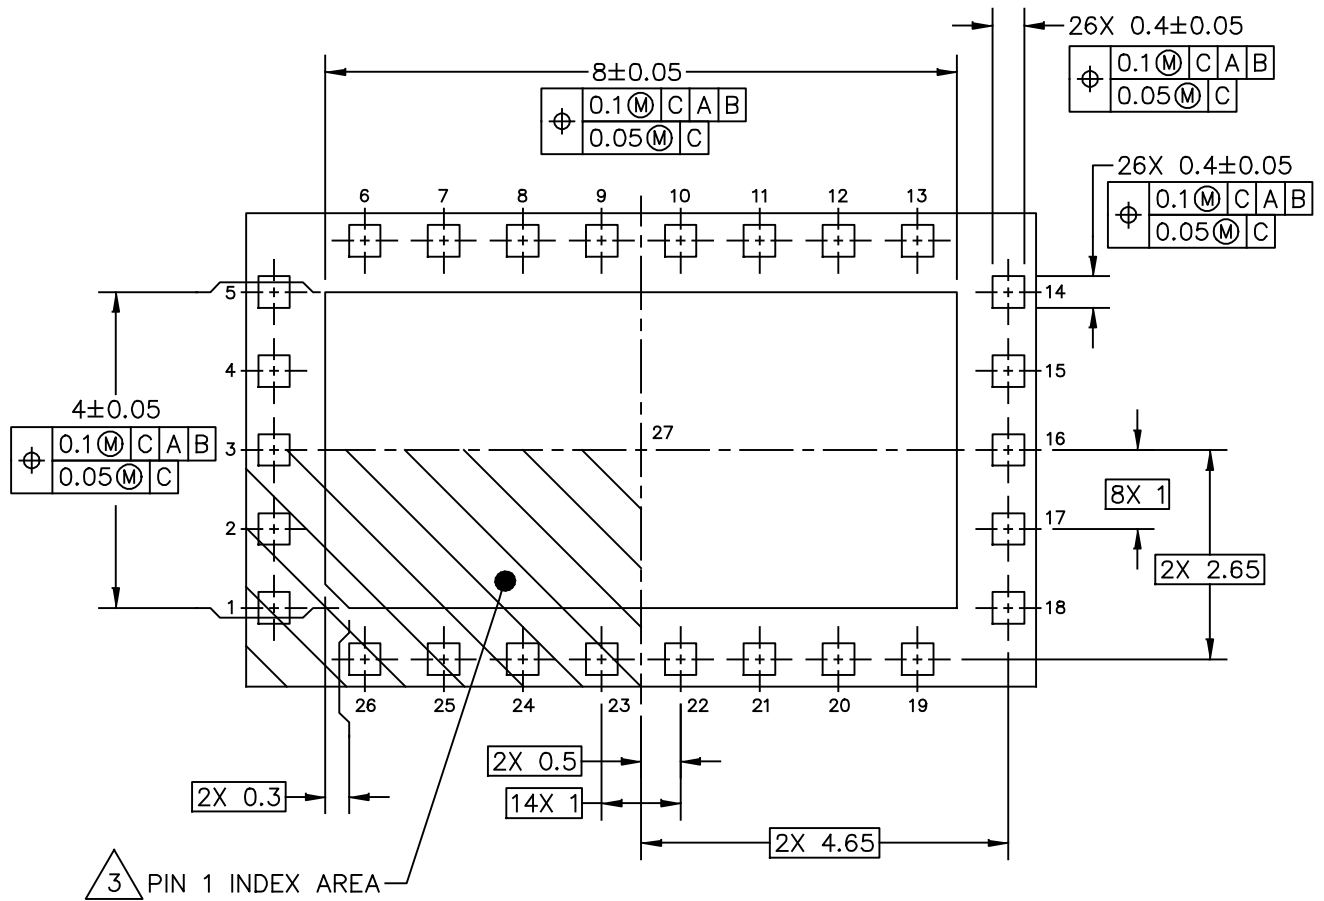 26X 0.4±0.05
⌖ 0.1Ⓜ C A B
0.05Ⓜ C
8±0.05
⌖ 0.1Ⓜ C A B
0.05Ⓜ C
26X 0.4±0.05
⌖ 0.1Ⓜ C A B
0.05Ⓜ C
6 7 8 9 10 11 12 13
5 14
4 15
4±0.05
⌖ 0.1Ⓜ C A B
0.05Ⓜ C
27
3 16
8X 1
2 17
2X 2.65
1 18
26 25 24 23 22 21 20 19
2X 0.5
2X 0.3
14X 1
2X 4.65
3 PIN 1 INDEX AREA